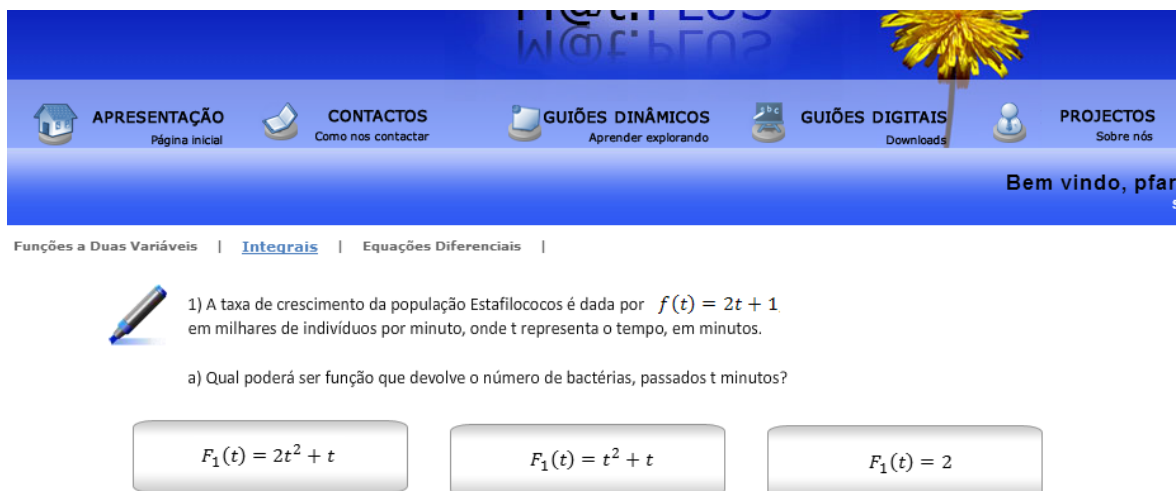 APRESENTAÇÃO
Página inicial
CONTACTOS
Como nos contactar
GUIÕES DINÂMICOS
Aprender explorando
GUIÕES DIGITAIS
Downloads
PROJECTOS
Sobre nós
Bem vindo, pfar
Funções a Duas Variáveis | Integrais | Equações Diferenciais |
1) A taxa de crescimento da população Estafilococos é dada por f(t) = 2t + 1
em milhares de indivíduos por minuto, onde t representa o tempo, em minutos.
a) Qual poderá ser função que devolve o número de bactérias, passados t minutos?
F₁(t) = 2t² + t
F₁(t) = t² + t
F₁(t) = 2